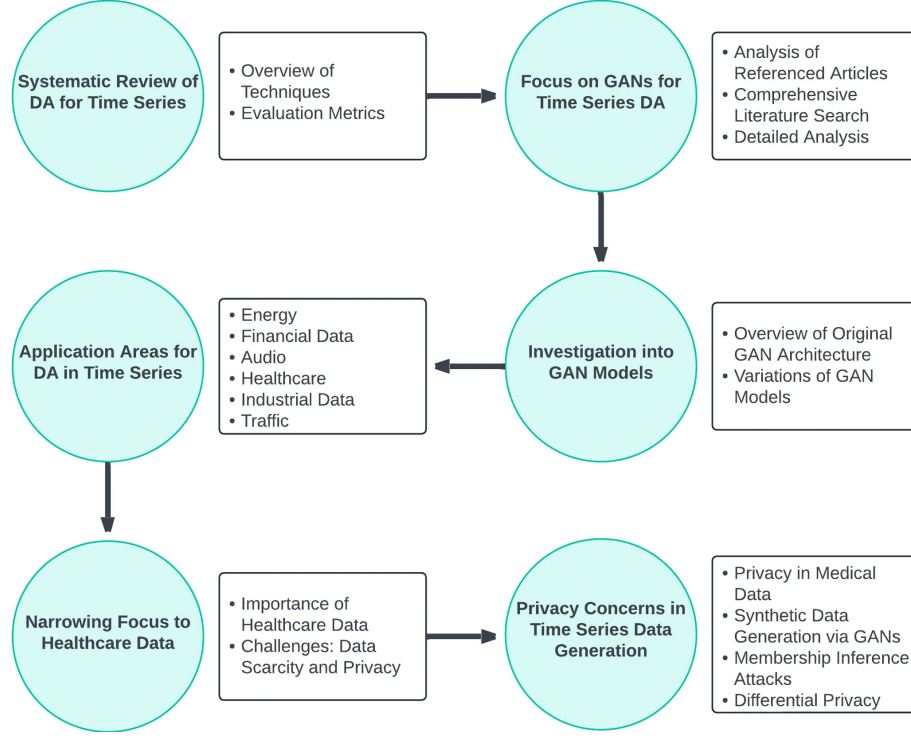 Systematic Review of
DA for Time Series
• Overview of
Techniques
• Evaluation Metrics
Focus on GANs for
Time Series DA
• Analysis of
Referenced Articles
• Comprehensive
Literature Search
• Detailed Analysis
Investigation into
GAN Models
• Overview of Original
GAN Architecture
• Variations of GAN
Models
Application Areas for
DA in Time Series
• Energy
• Financial Data
• Audio
• Healthcare
• Industrial Data
• Traffic
Narrowing Focus to
Healthcare Data
• Importance of
Healthcare Data
• Challenges: Data
Scarcity and Privacy
Privacy Concerns in
Time Series Data
Generation
• Privacy in Medical
Data
• Synthetic Data
Generation via GANs
• Membership Inference
Attacks
• Differential Privacy